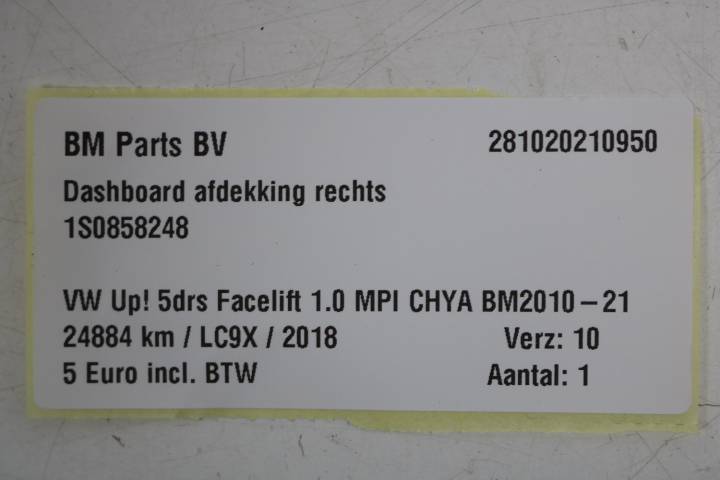 BM Parts BV 281020210950
Dashboard afdekking rechts
1S0858248
VW Up! 5drs Facelift 1.0 MPI CHYA BM2010-21
24884 km / LC9X / 2018 Verz: 10
5 Euro incl. BTW Aantal: 1